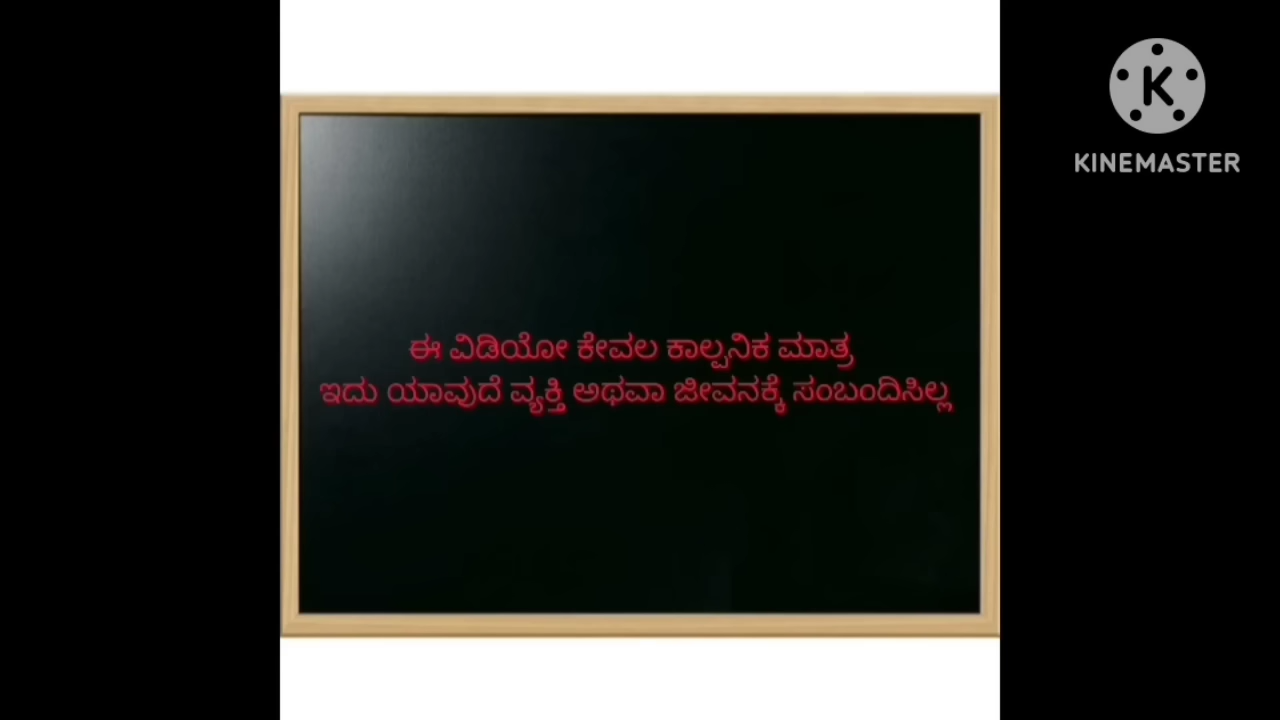 ಈ ವಿಡಿಯೋ ಕೇವಲ ಕಾಲ್ಪನಿಕ ಮಾತ್ರ
ಇದು ಯಾವುದೆ ವ್ಯಕ್ತಿ ಅಥವಾ ಜೀವನಕ್ಕೆ ಸಂಬಂದಿಸಿಲ್ಲ
KINEMASTER